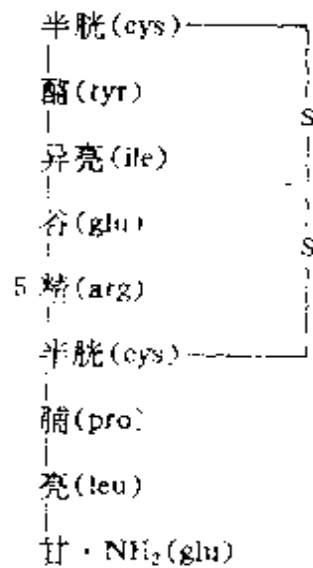 半胱(cys)
酪(tyr)
S
异亮(ile)
谷(glu)
S
5 精(arg)
半胱(cys)
脯(pro)
亮(leu)
甘·NH₂(glu)